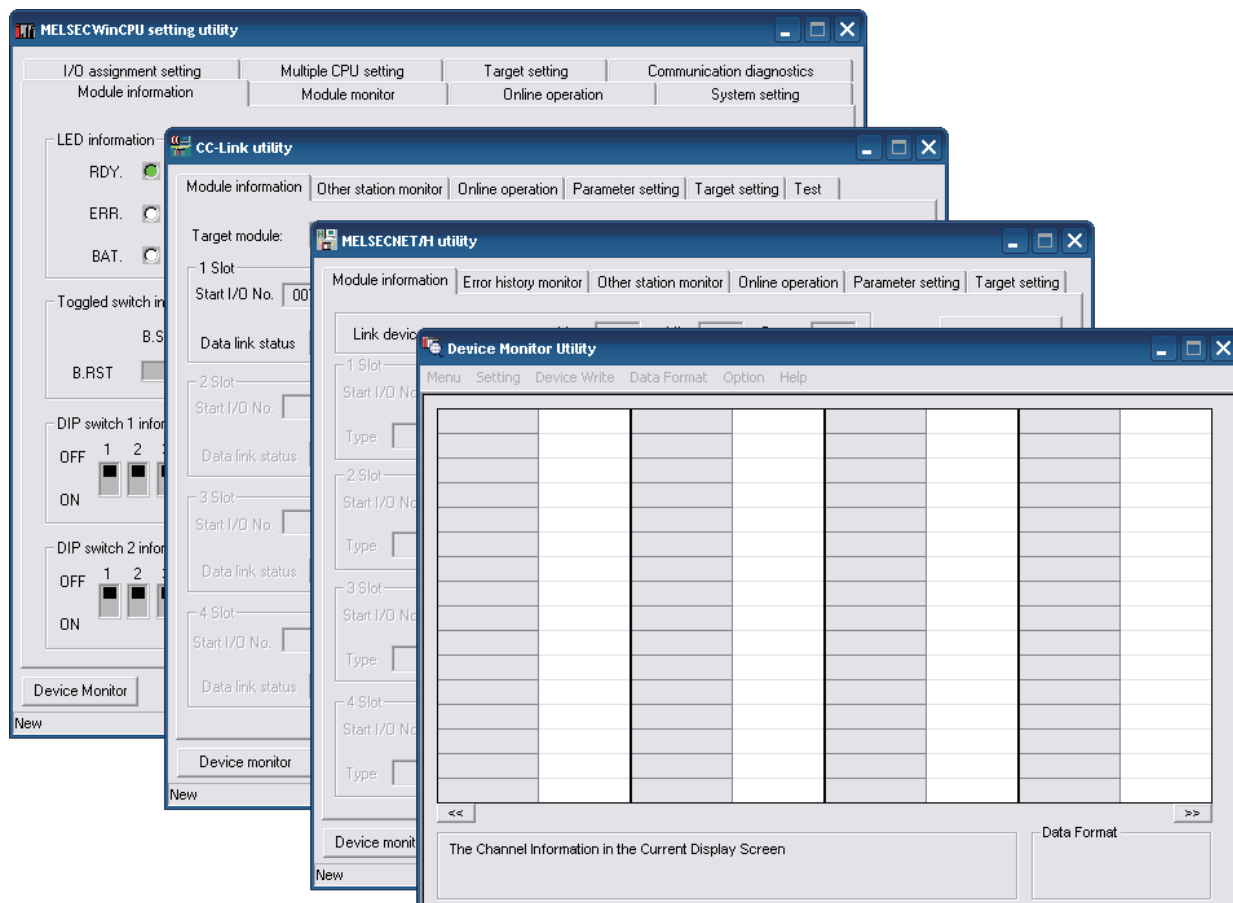 MELSECWinCPU setting utility
I/O assignment setting
Multiple CPU setting
Target setting
Communication diagnostics
Module information
Module monitor
Online operation
System setting
LED information
RDY.
ERR.
BAT.
Toggled switch in
B.S
B.RST
DIP switch 1 infor
OFF 1 2
ON
DIP switch 2 infor
OFF 1 2
ON
Device Monitor
New
CC-Link utility
Module information
Other station monitor
Online operation
Parameter setting
Target setting
Test
Target module:
1 Slot
Start I/O No. 00
Data link status
2 Slot
Start I/O No.
Data link status
3 Slot
Start I/O No.
Data link status
4 Slot
Start I/O No.
Data link status
Device monitor
New
MELSECNET/H utility
Module information
Error history monitor
Other station monitor
Online operation
Parameter setting
Target setting
Link devic
1 Slot
Start I/O No
Type
2 Slot
Start I/O No
Type
3 Slot
Start I/O No
Type
4 Slot
Start I/O No
Type
Device monit
New
Device Monitor Utility
Menu Setting Device Write Data Format Option Help
<< >>
The Channel Information in the Current Display Screen
Data Format